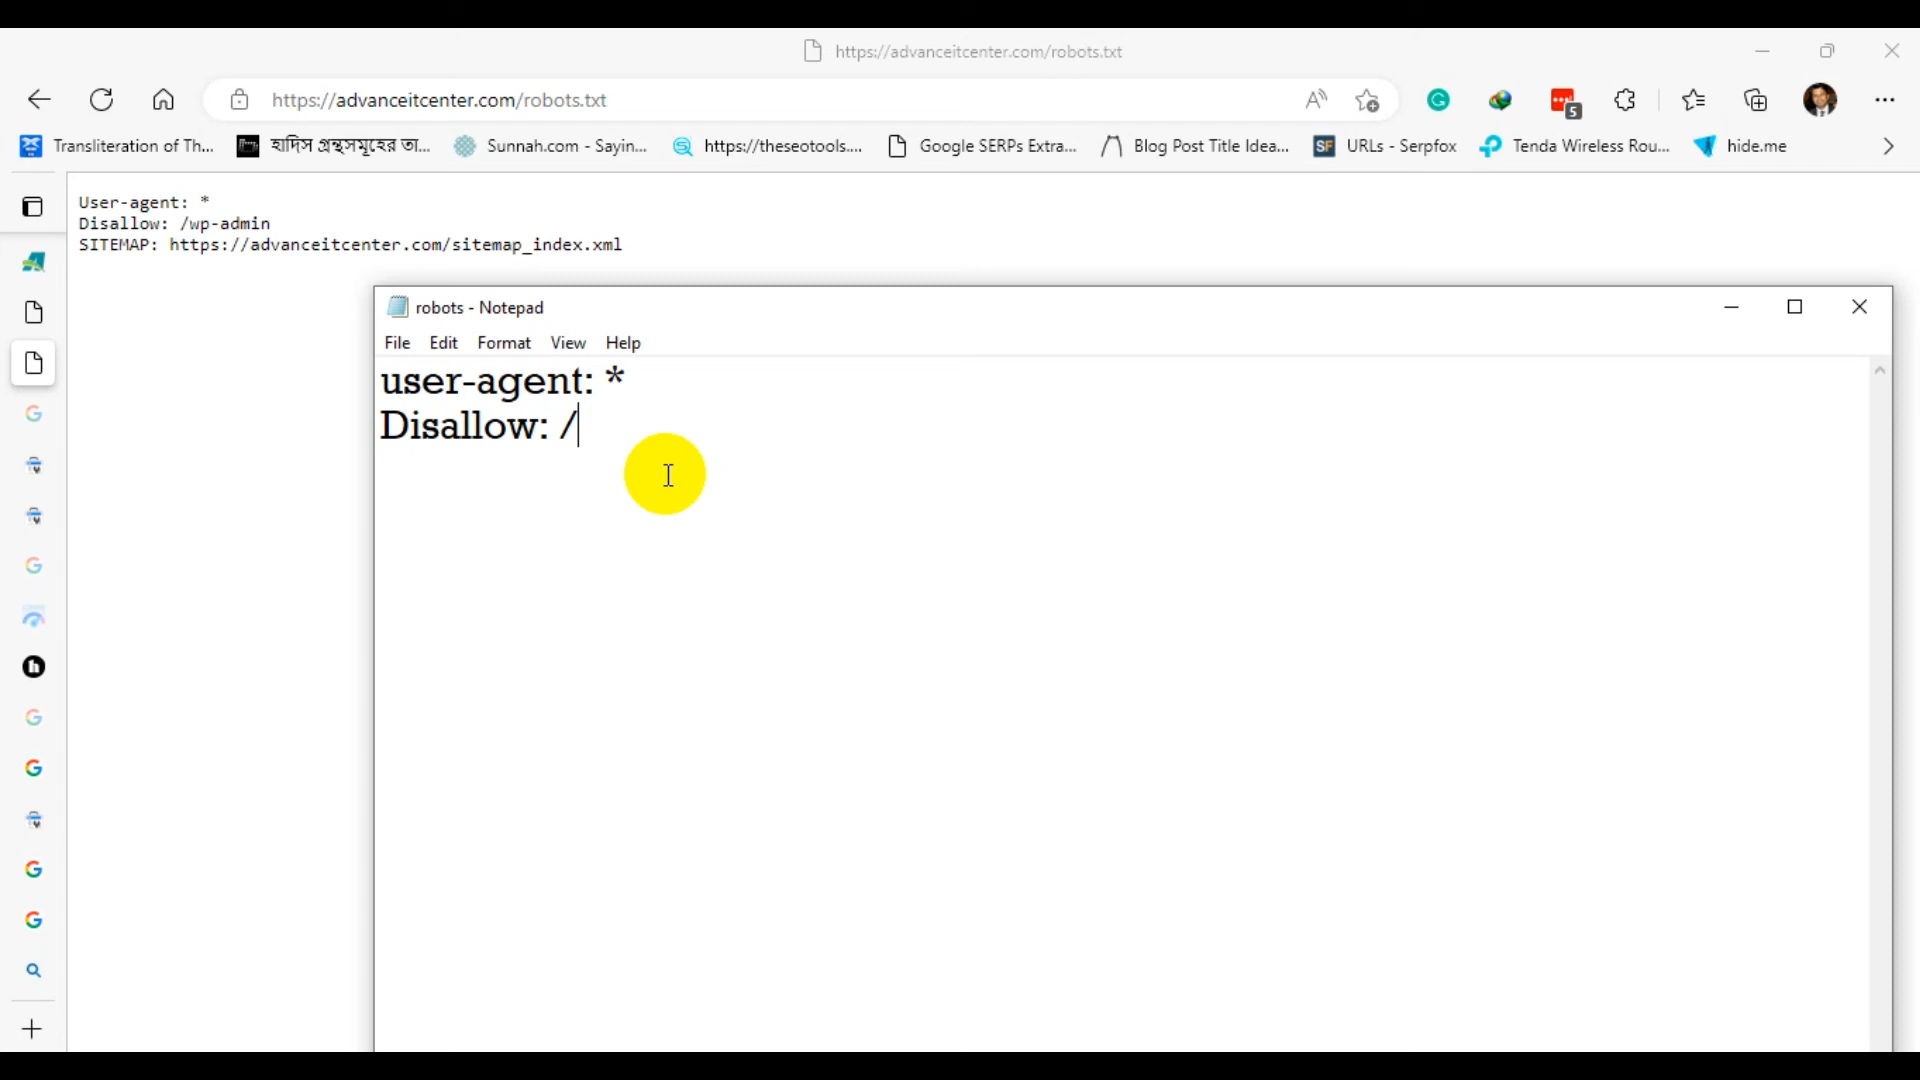 https://advanceitcenter.com/robots.txt
https://advanceitcenter.com/robots.txt
5
Transliteration of Th...
হাদিস গ্রন্থসমূহের তা...
Sunnah.com - Sayin...
https://theseotools....
Google SERPs Extra...
Blog Post Title Idea...
SF
URLs - Serpfox
Tenda Wireless Rou...
hide.me
User-agent: *
Disallow: /wp-admin
SITEMAP: https://advanceitcenter.com/sitemap_index.xml
robots - Notepad
File Edit Format View Help
user-agent: *
Disallow: /